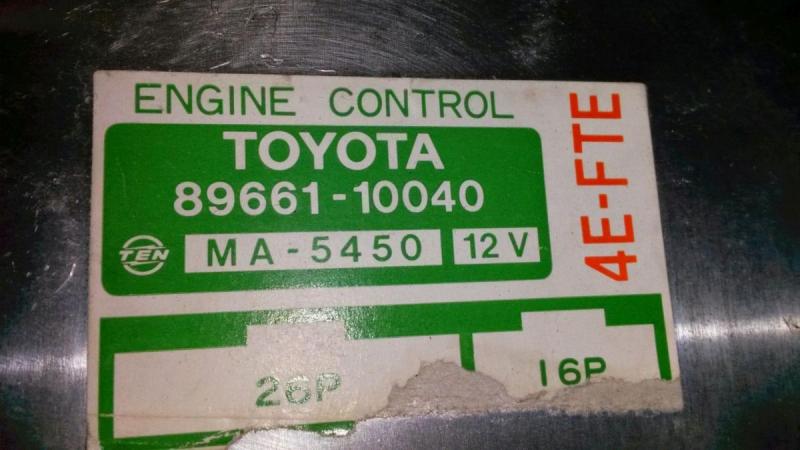 ENGINE CONTROL
TOYOTA
89661-10040
TEN MA-5450 12V
4E-FTE
26P 16P